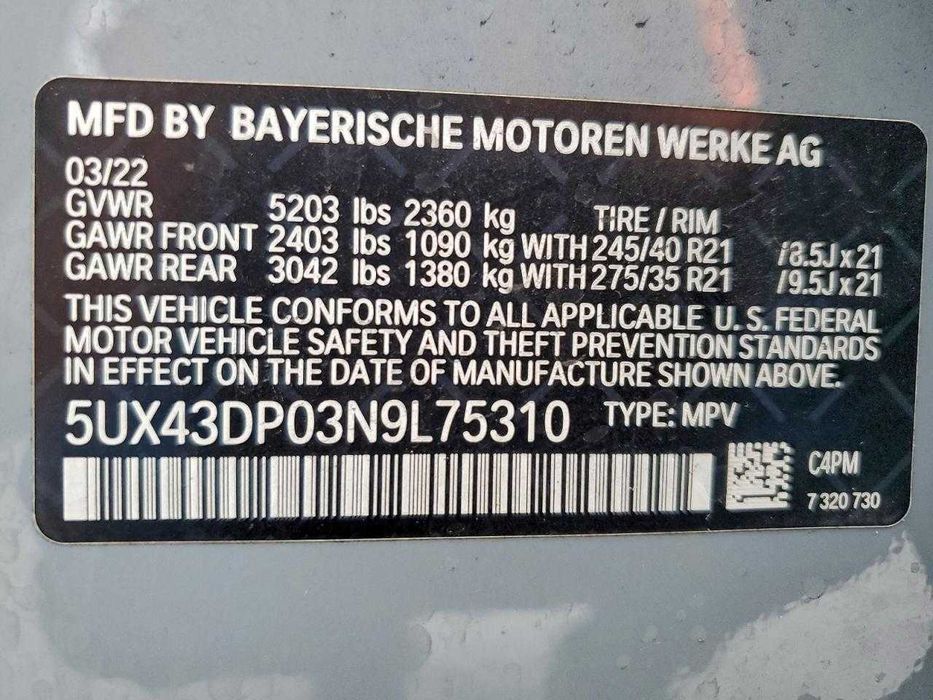 MFD BY BAYERISCHE MOTOREN WERKE AG
03/22
GVWR 5203 lbs 2360 kg TIRE / RIM
GAWR FRONT 2403 lbs 1090 kg WITH 245/40 R21 /8.5J x 21
GAWR REAR 3042 lbs 1380 kg WITH 275/35 R21 /9.5J x 21
THIS VEHICLE CONFORMS TO ALL APPLICABLE U. S. FEDERAL
MOTOR VEHICLE SAFETY AND THEFT PREVENTION STANDARDS
IN EFFECT ON THE DATE OF MANUFACTURE SHOWN ABOVE.
5UX43DP03N9L75310 TYPE: MPV
C4PM
7 320 730